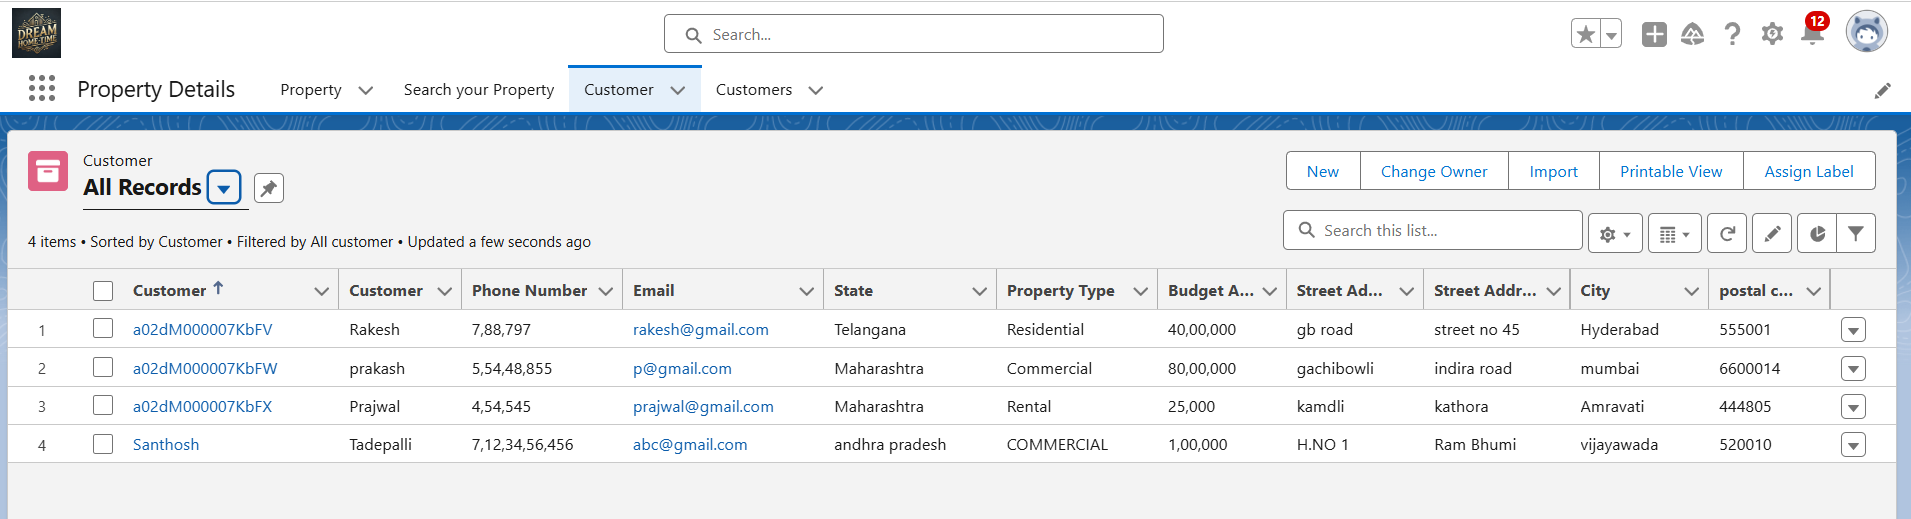 DREAM
HOME-TIME
Search...
12
Property Details Property Search your Property Customer Customers
Customer
All Records
New Change Owner Import Printable View Assign Label
4 items • Sorted by Customer • Filtered by All customer • Updated a few seconds ago
Search this list...
Customer Customer Phone Number Email State Property Type Budget A... Street Ad... Street Addr... City postal c...
1 a02dM000007KbFV Rakesh 7,88,797 rakesh@gmail.com Telangana Residential 40,00,000 gb road street no 45 Hyderabad 555001
2 a02dM000007KbFW prakash 5,54,48,855 p@gmail.com Maharashtra Commercial 80,00,000 gachibowli indira road mumbai 6600014
3 a02dM000007KbFX Prajwal 4,54,545 prajwal@gmail.com Maharashtra Rental 25,000 kamdli kathora Amravati 444805
4 Santhosh Tadepalli 7,12,34,56,456 abc@gmail.com andhra pradesh COMMERCIAL 1,00,000 H.NO 1 Ram Bhumi vijayawada 520010